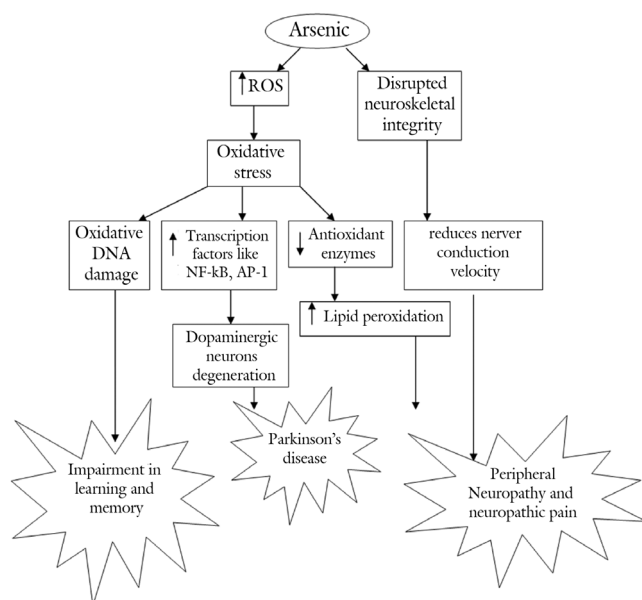 Arsenic
ROS
Disrupted
neuroskeletal
integrity
Oxidative
stress
Oxidative
DNA
damage
Transcription
factors like
NF-kB, AP-1
Antioxidant
enzymes
reduces nerver
conduction
velocity
Lipid peroxidation
Dopaminergic
neurons
degeneration
Impairment in
learning and
memory
Parkinson's
disease
Peripheral
Neuropathy and
neuropathic pain